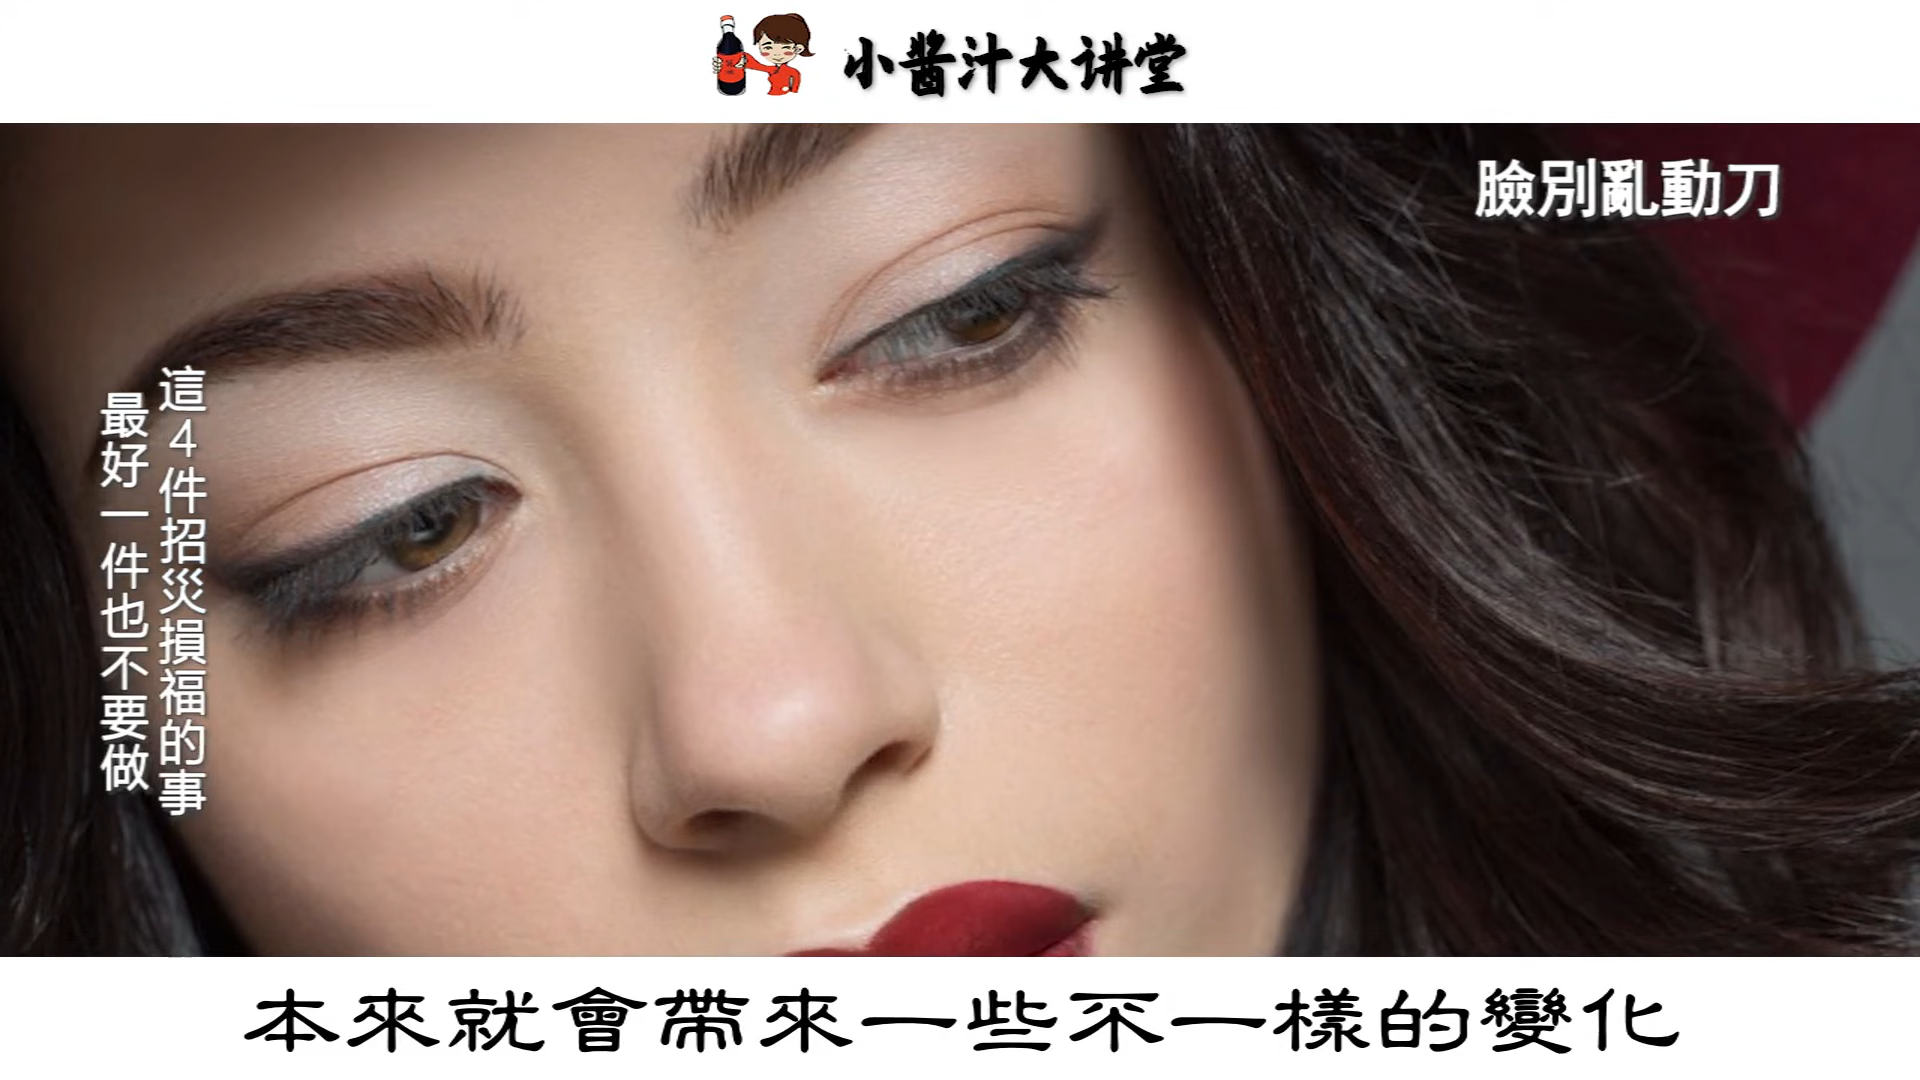 小酱汁大讲堂
臉別亂動刀
這4件招災損福的事
最好一件也不要做
本來就會帶來一些不一樣的變化